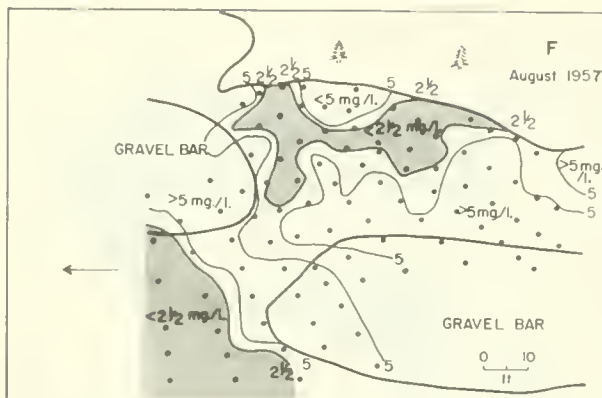 F
August 1957
5 2½ 2½ 5
<5 mg/l.
5
2½
<2½ mg/l.
2½
GRAVEL BAR
>5 mg./l.
>5 mg./
l.
>5mg/l.
5
5
5
<2½ mg/l.
GRAVEL BAR
0 10
ft
2½
5
5